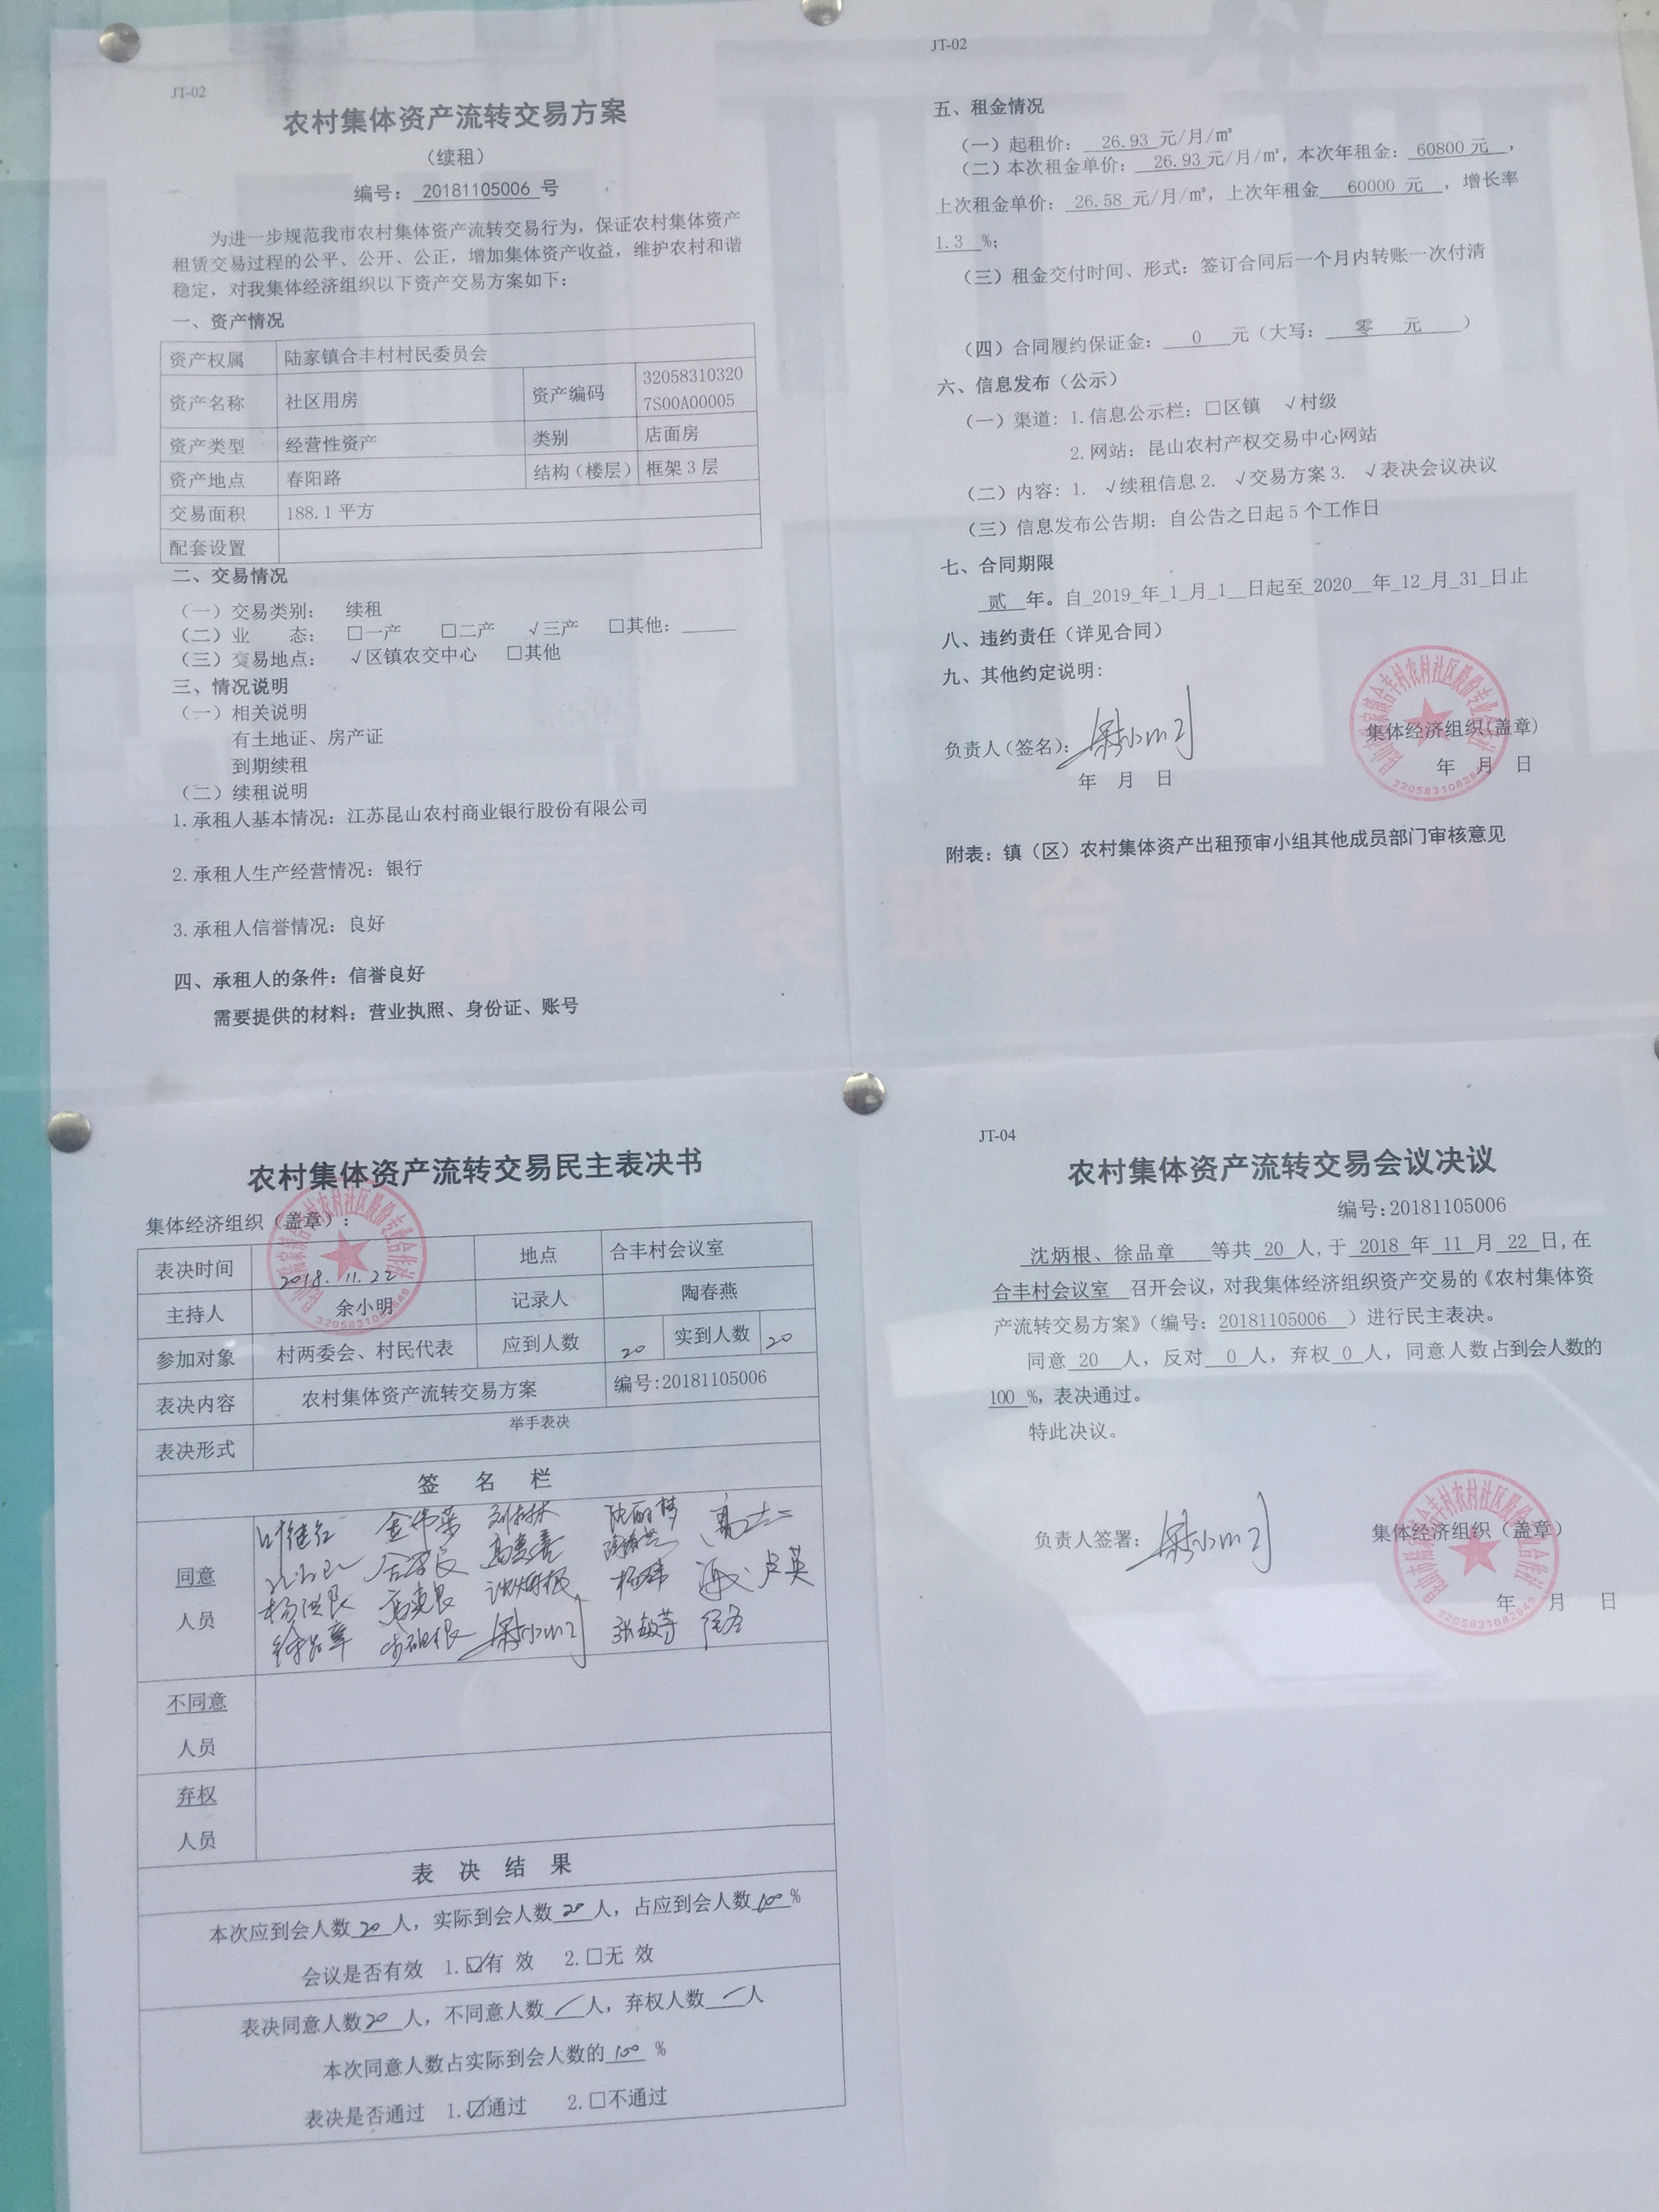 JT-02
农村集体资产流转交易方案
（续租）
编号： 20181105006 号
为进一步规范我市农村集体资产流转交易行为，保证农村集体资产
租赁交易过程的公平、公开、公正，增加集体资产收益，维护农村和谐
稳定，对我集体经济组织以下资产交易方案如下：
一、资产情况
资产权属 陆家镇合丰村村民委员会
资产名称 社区用房 资产编码 32058310320
7S00A00005
资产类型 经营性资产 类别 店面房
资产地点 春阳路 结构（楼层） 框架 3 层
交易面积 188.1 平方
配套设置
二、交易情况
（一）交易类别： 续租
（二）业 态： □一产 □二产 √三产 □其他：
（三）交易地点： √区镇农交中心 □其他
三、情况说明
（一）相关说明
有土地证、房产证
到期续租
（二）续租说明
1. 承租人基本情况：江苏昆山农村商业银行股份有限公司
2. 承租人生产经营情况：银行
3. 承租人信誉情况：良好
四、承租人的条件：信誉良好
需要提供的材料：营业执照、身份证、账号
JT-02
五、租金情况
（一）起租价： 26.93 元/月/㎡
（二）本次租金单价： 26.93 元/月/㎡，本次年租金： 60800 元 ，
上次租金单价： 26.58 元/月/㎡，上次年租金 60000 元 ，增长率
1.3 %；
（三）租金交付时间、形式：签订合同后一个月内转账一次付清
（四）合同履约保证金： 0 元（大写： 零 元 ）
六、信息发布（公示）
（一）渠道: 1. 信息公示栏：□区镇 √村级
2. 网站：昆山农村产权交易中心网站
（二）内容: 1. √续租信息 2. √交易方案 3. √表决会议决议
（三）信息发布公告期：自公告之日起 5 个工作日
七、合同期限
贰 年。自_2019_年_1_月_1__日起至_2020__年_12_月_31_日止
八、违约责任（详见合同）
九、其他约定说明:
负责人（签名）:
集体经济组织(盖章)
年 月 日
年 月 日
附表：镇（区）农村集体资产出租预审小组其他成员部门审核意见
农村集体资产流转交易民主表决书
集体经济组织（盖章）:
表决时间 2018.11.22 地点 合丰村会议室
主持人 余小明 记录人 陶春燕
参加对象 村两委会、村民代表 应到人数 20 实到人数 20
表决内容 农村集体资产流转交易方案 编号:20181105006
表决形式 举手表决
签 名 栏
同意
人员
不同意
人员
弃权
人员
表 决 结 果
本次应到会人数 20 人，实际到会人数 20 人，占应到会人数 100 %
会议是否有效 1.☑有 效 2.□无 效
表决同意人数 20 人，不同意人数 / 人，弃权人数 / 人
本次同意人数占实际到会人数的 100 %
表决是否通过 1.☑通过 2.□不通过
JT-04
农村集体资产流转交易会议决议
编号:20181105006
沈炳根、徐品章 等共 20 人, 于 2018 年 11 月 22 日, 在
合丰村会议室 召开会议，对我集体经济组织资产交易的《农村集体资
产流转交易方案》（编号: 20181105006 ）进行民主表决。
同意 20 人，反对 0 人，弃权 0 人，同意人数占到会人数的
100 %, 表决通过。
特此决议。
负责人签署：
集体经济组织（盖章）
年 月 日